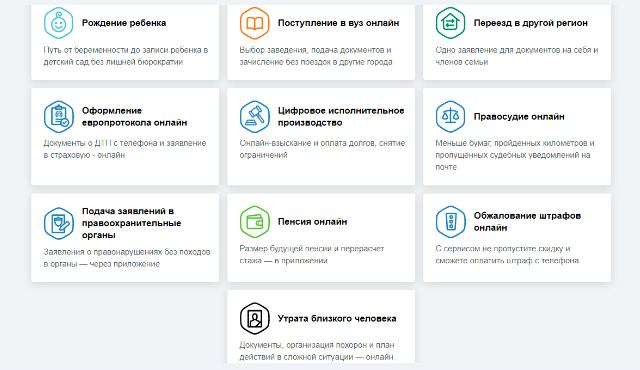 Рождение ребенка
Путь от беременности до записи ребенка в
детский сад без лишней бюрократии
Поступление в вуз онлайн
Выбор заведения, подача документов и
зачисление без поездок в другие города
Переезд в другой регион
Одно заявление для документов на себя и
членов семьи
Оформление
европротокола онлайн
Документы о ДТП с телефона и заявление
в страховую - онлайн
Цифровое исполнительное
производство
Онлайн-взыскание и оплата долгов, снятие
ограничений
Правосудие онлайн
Меньше бумаг, пройденных километров и
пропущенных судебных уведомлений на
почте
Подача заявлений в
правоохранительные
органы
Заявления о правонарушениях без походов
в органы — через приложение
Пенсия онлайн
Размер будущей пенсии и перерасчет
стажа — в приложении
Обжалование штрафов
онлайн
С сервисом не пропустите скидку и
сможете оплатить штраф с телефона
Утрата близкого человека
Документы, организация похорон и план
действий в сложной ситуации — онлайн